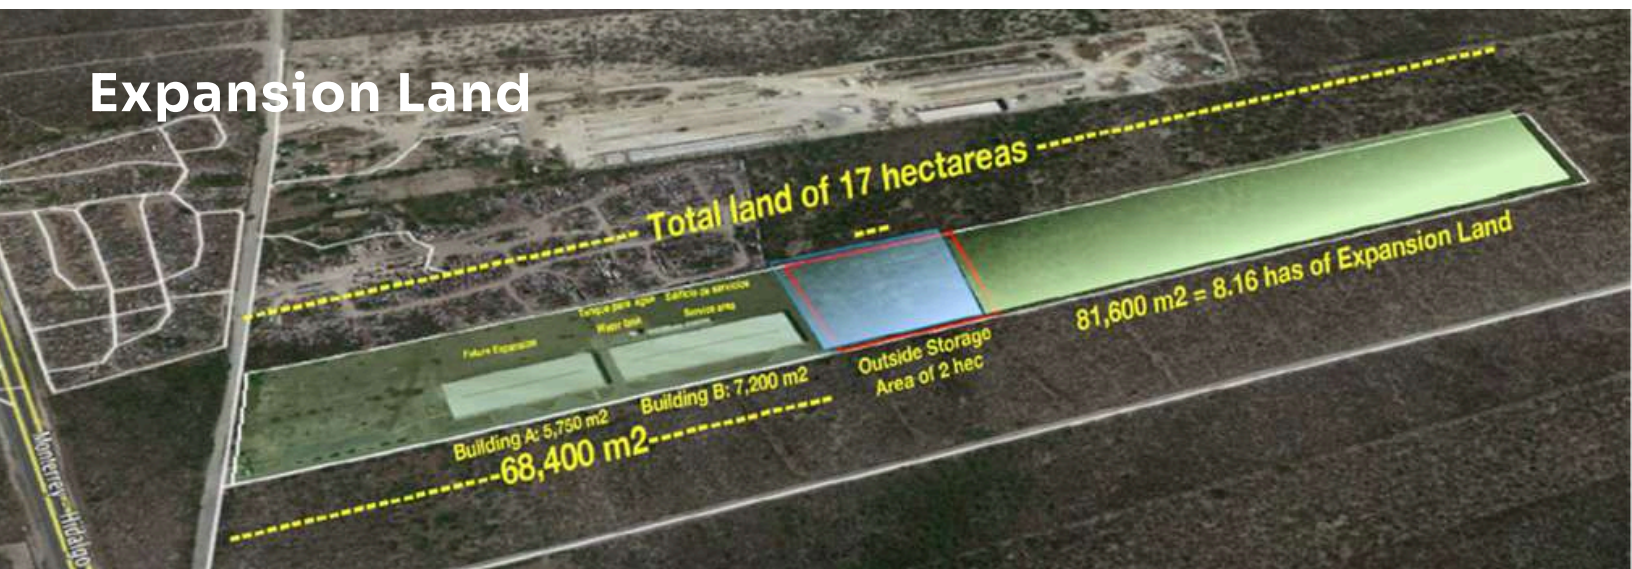 Expansion Land
Total land of 17 hectareas
Tanque para agua
Edificio de servicios
Water tank
Service area
Future Expansion
81,600 m2 = 8.16 has of Expansion Land
Outside Storage
Area of 2 hec
Building B: 7,200 m2
Building A: 5,750 m2
68,400 m2
Monterrey - Hidalgo